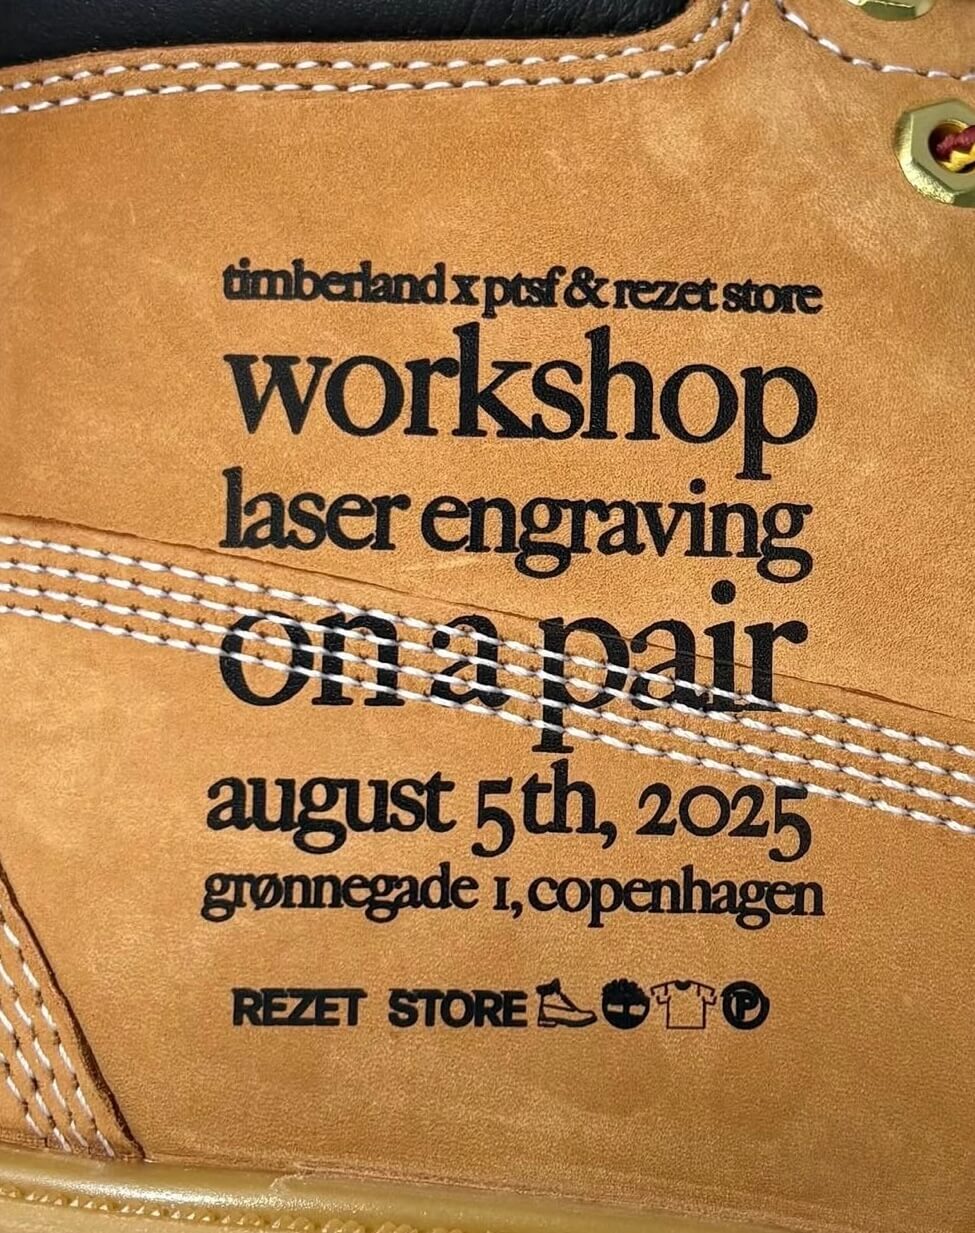 timberland x ptsf & rezet store
workshop
laser engraving
on a pair
august 5th, 2025
grønnegade 1, copenhagen
REZET STORE
P